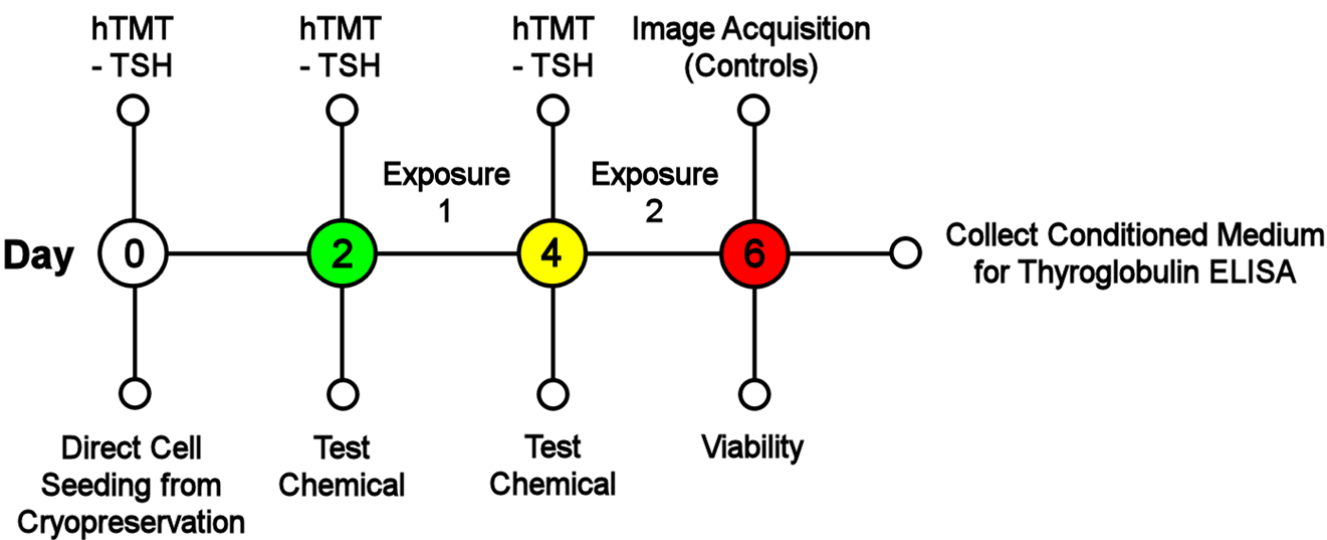 hTMT
- TSH
hTMT
- TSH
hTMT
- TSH
Image Acquisition
(Controls)
Exposure
1
Exposure
2
Day
0
2
4
6
Collect Conditioned Medium
for Thyroglobulin ELISA
Direct Cell
Seeding from
Cryopreservation
Test
Chemical
Test
Chemical
Viability